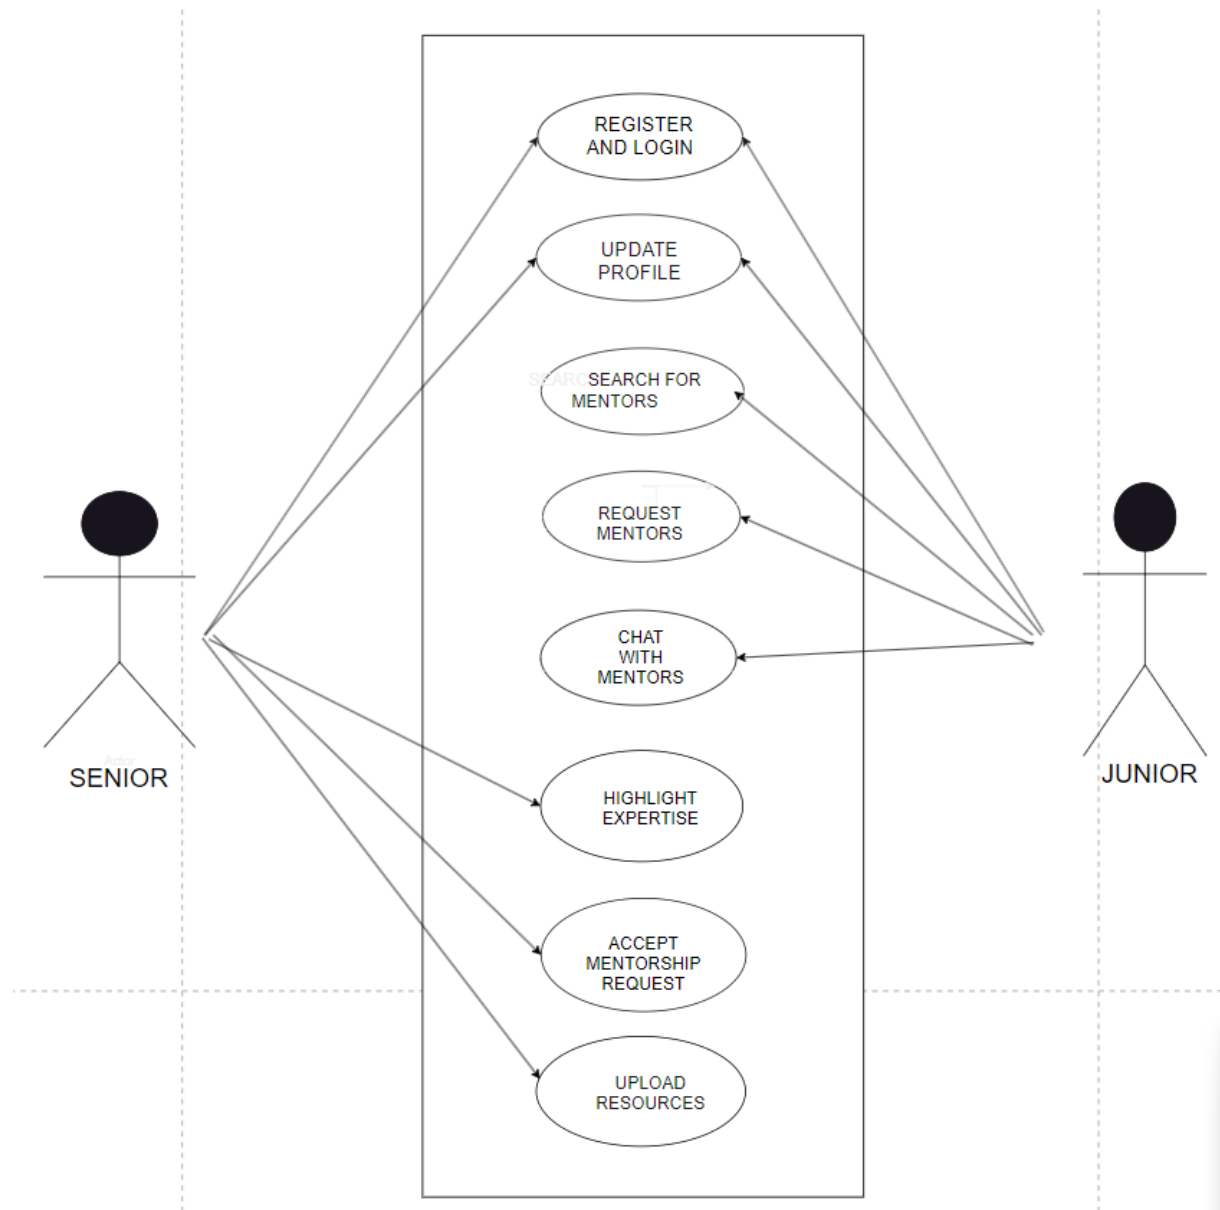 REGISTER
AND LOGIN
UPDATE
PROFILE
SEARCH FOR
MENTORS
REQUEST
MENTORS
CHAT
WITH
MENTORS
Actor
SENIOR
JUNIOR
HIGHLIGHT
EXPERTISE
ACCEPT
MENTORSHIP
REQUEST
UPLOAD
RESOURCES